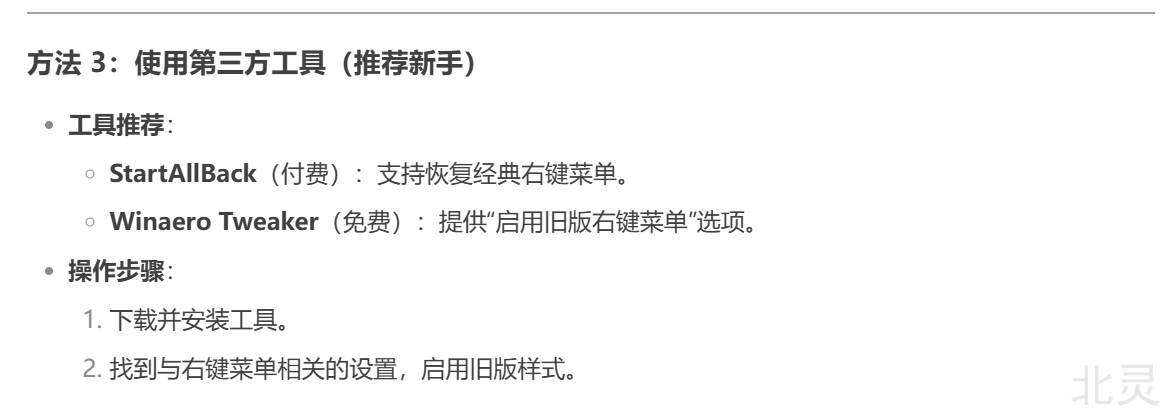 方法 3：使用第三方工具（推荐新手）
工具推荐：
StartAllBack（付费）：支持恢复经典右键菜单。
Winaero Tweaker（免费）：提供“启用旧版右键菜单”选项。
操作步骤：
1. 下载并安装工具。
2. 找到与右键菜单相关的设置，启用旧版样式。
北灵